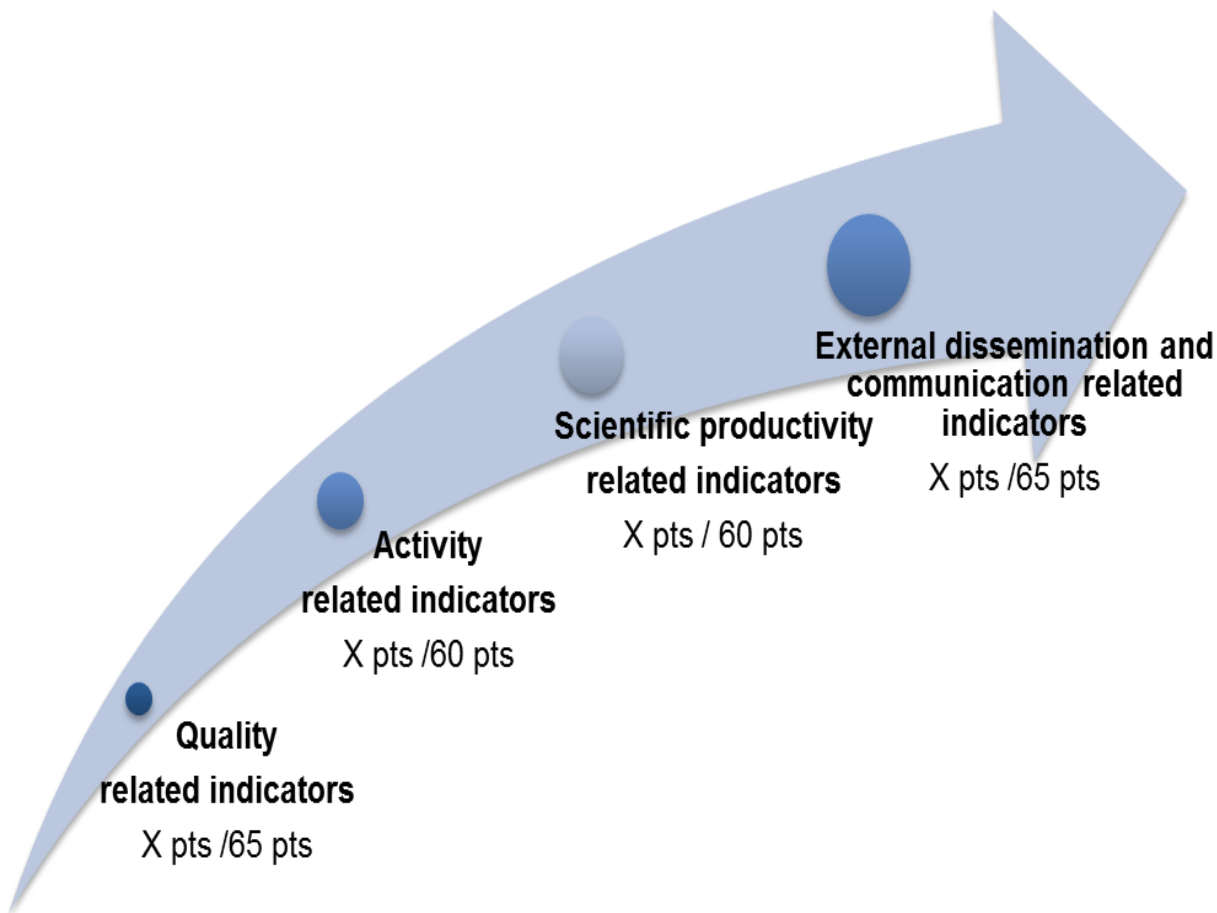 External dissemination and
communication related
indicators
X pts /65 pts
Scientific productivity
related indicators
X pts / 60 pts
Activity
related indicators
X pts /60 pts
Quality
related indicators
X pts /65 pts